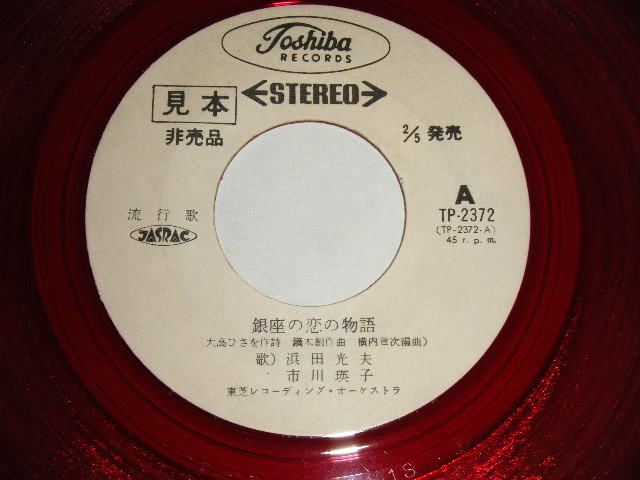 Toshiba
RECORDS
STEREO
見本
非売品
2/5 発売
A
TP-2372
(TP-2372-A)
45 r. p. m.
流行歌
JASRAC
銀座の恋の物語
(大高ひさを作詩 鏑木創作曲 横内章次編曲)
歌) 浜田光夫
市川瑛子
東芝レコーディング・オーケストラ
18